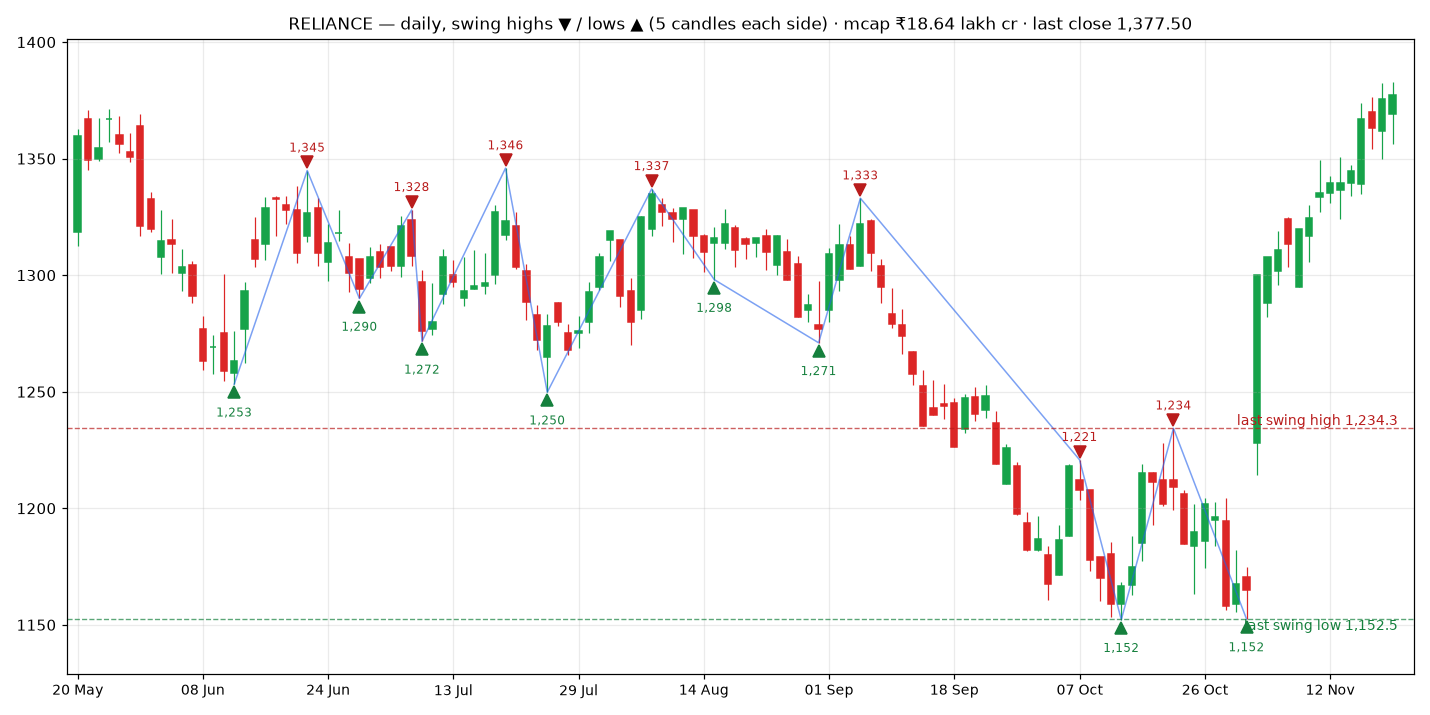 RELIANCE — daily, swing highs ▼ / lows ▲ (5 candles each side) · mcap ₹18.64 lakh cr · last close 1,377.50
1400
1350
1300
1250
1200
1150
1,345
1,328
1,346
1,337
1,333
1,290
1,272
1,298
1,253
1,250
1,271
1,234
last swing high 1,234.3
1,221
last swing low 1,152.5
1,152
1,152
20 May
08 Jun
24 Jun
13 Jul
29 Jul
14 Aug
01 Sep
18 Sep
07 Oct
26 Oct
12 Nov